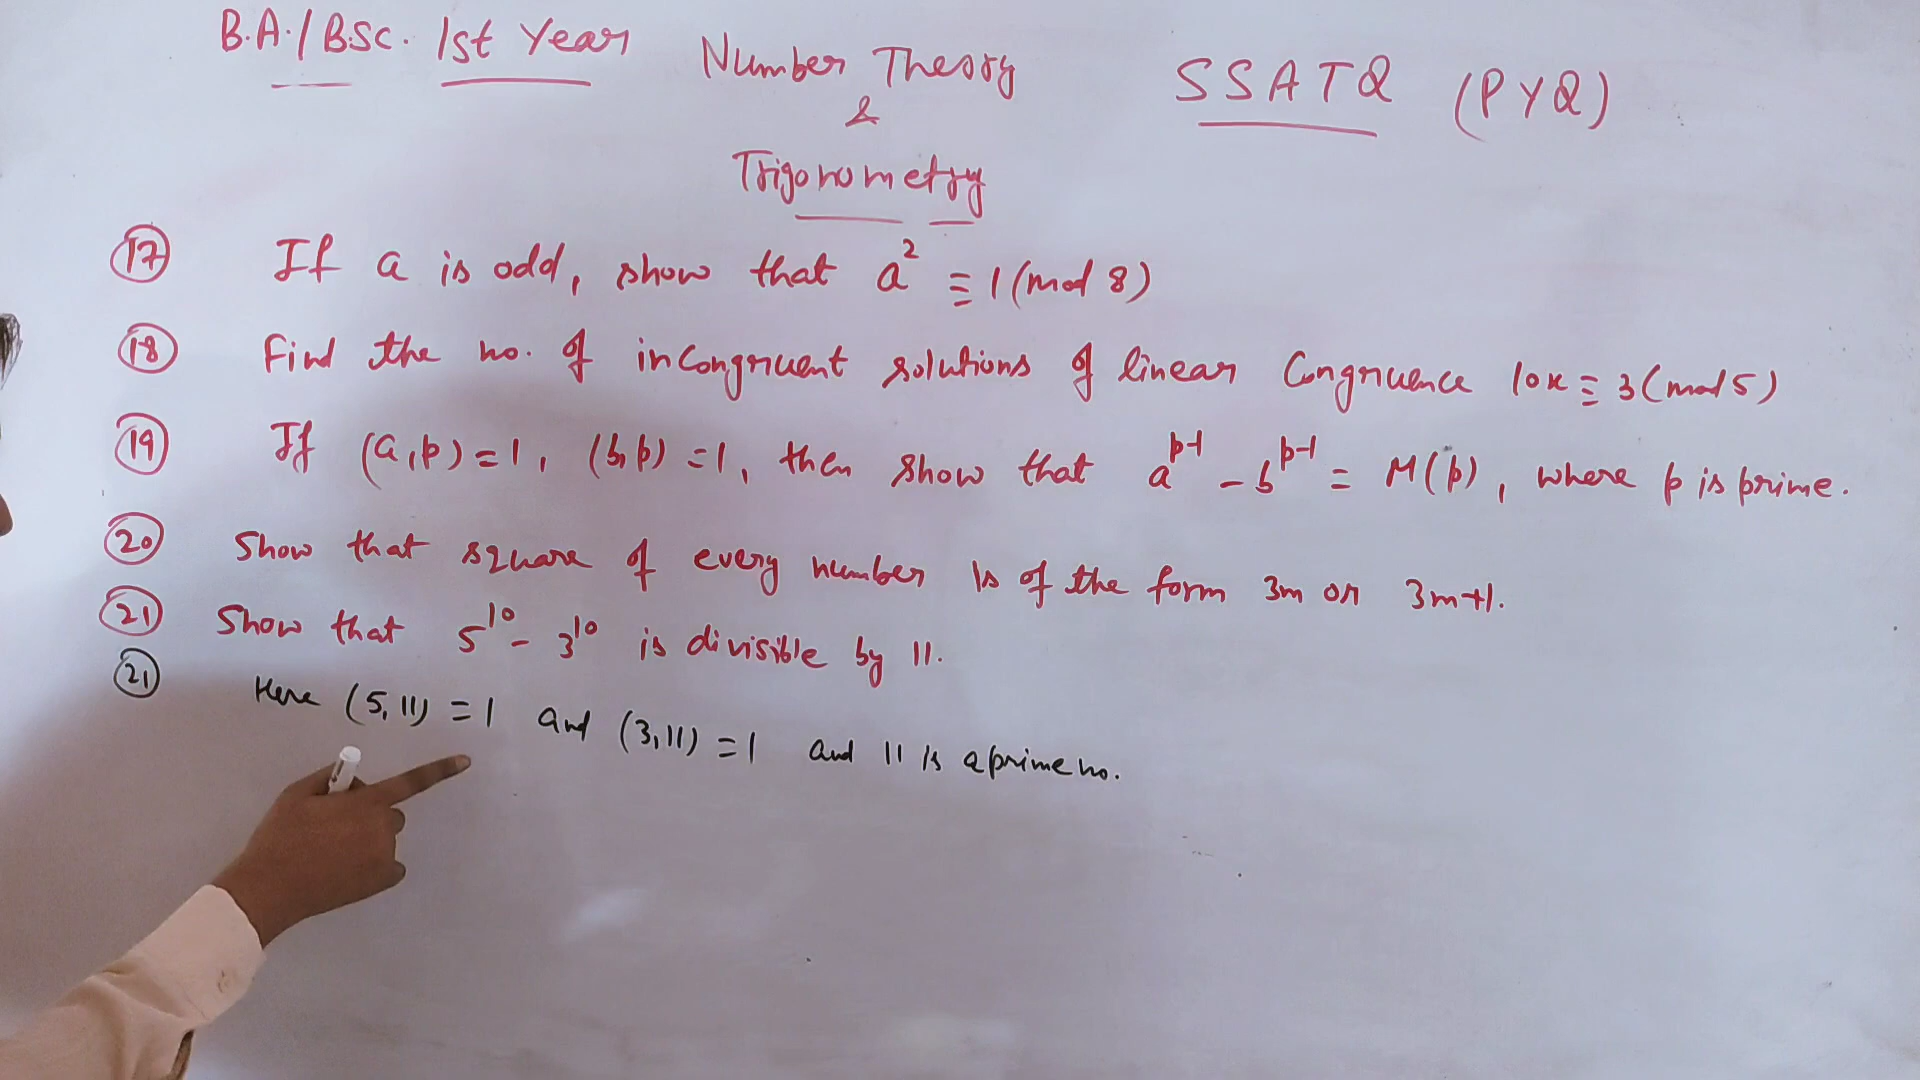 B.A./B.Sc. 1st Year
Number Theory
&
Trigonometry
SSATQ (PYQ)
17 If a is odd, show that a² ≡ 1 (mod 8)
18 Find the no. of incongruent solutions of linear Congruence 10x ≡ 3 (mod 5)
19 If (a,p)=1, (b,p)=1, then show that a^{p-1} - b^{p-1} = M(p), where p is prime.
20 Show that square of every number is of the form 3m or 3m+1.
21 Show that 5^{10} - 3^{10} is divisible by 11.
21 Here (5,11) = 1 and (3,11) = 1 and 11 is a prime no.